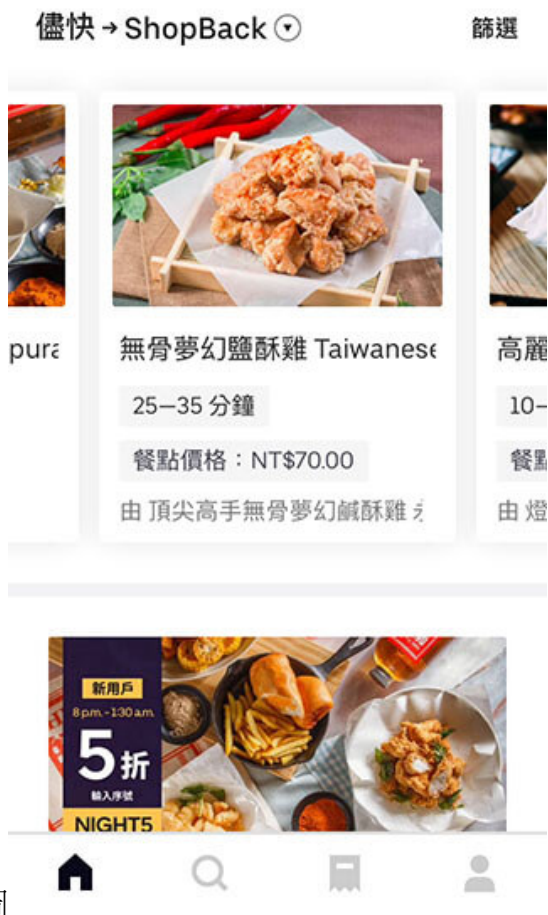 儘快 → ShopBack
篩選
無骨夢幻鹽酥雞 Taiwanese
25–35 分鐘
餐點價格：NT$70.00
由 頂尖高手無骨夢幻鹹酥雞
高麗
10–
餐
由 燈
新用戶
8 p.m. - 1:30 a.m.
5折
輸入序號
NIGHT5